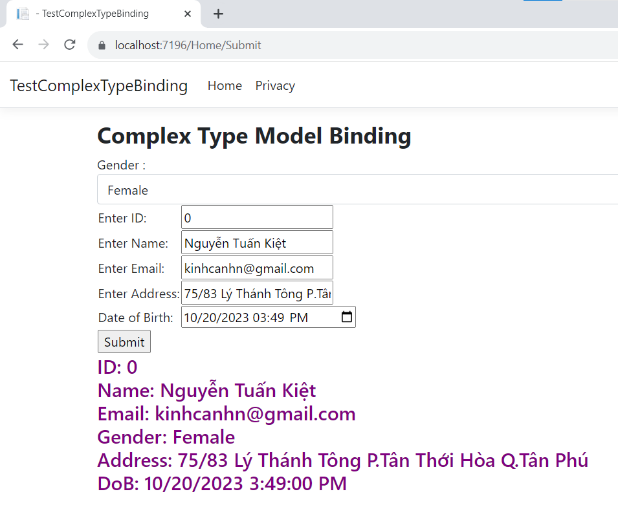 - TestComplexTypeBinding
localhost:7196/Home/Submit
TestComplexTypeBinding Home Privacy
Complex Type Model Binding
Gender :
Female
Enter ID: 0
Enter Name: Nguyễn Tuấn Kiệt
Enter Email: kinhcanhn@gmail.com
Enter Address: 75/83 Lý Thánh Tông P.Tân
Date of Birth: 10/20/2023 03:49 PM
Submit
ID: 0
Name: Nguyễn Tuấn Kiệt
Email: kinhcanhn@gmail.com
Gender: Female
Address: 75/83 Lý Thánh Tông P.Tân Thới Hòa Q.Tân Phú
DoB: 10/20/2023 3:49:00 PM